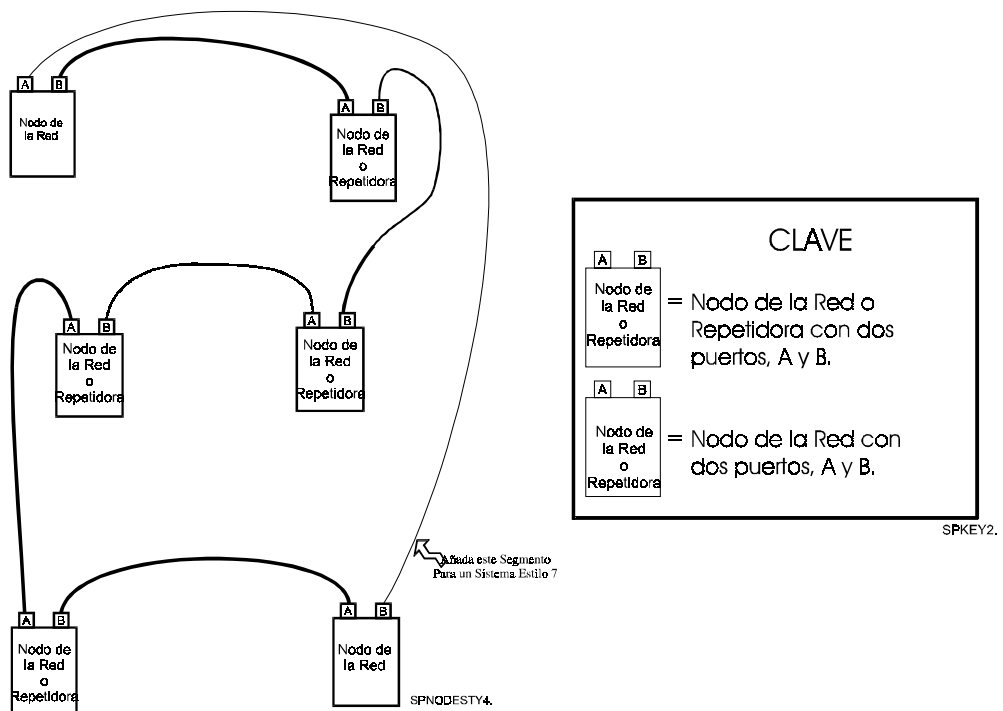 A B
Nodo de
la Red
A B
Nodo de
la Red
o
Repetidora
A B
Nodo de
la Red
o
Repetidora
A B
Nodo de
la Red
o
Repetidora
Añada este Segmento
Para un Sistema Estilo 7
A B
Nodo de
la Red
o
Repetidora
A B
Nodo de
la Red
SPNODESTY4.
CLAVE
A B
Nodo de
la Red
o
Repetidora
= Nodo de la Red o
Repetidora con dos
puertos, A y B.
A B
Nodo de
la Red
o
Repetidora
= Nodo de la Red con
dos puertos, A y B.
SPKEY2.